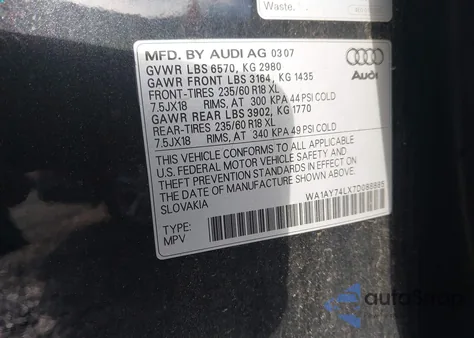 Waste,
MFD. BY AUDI AG 03 07
GVWR LBS 6570, KG 2980
GAWR FRONT LBS 3164, KG 1435
FRONT-TIRES 235/60 R18 XL
7.5JX18 RIMS, AT 300 KPA 44 PSI COLD
GAWR REAR LBS 3902, KG 1770
REAR-TIRES 235/60 R18 XL
7.5JX18 RIMS, AT 340 KPA 49 PSI COLD
THIS VEHICLE CONFORMS TO ALL APPLICABLE
U.S. FEDERAL MOTOR VEHICLE SAFETY, BUMPER,
AND THEFT PREVENTION STANDARDS IN EFFECT
ON THE DATE OF MANUFACTURE SHOWN ABOVE.
SLOVAKIA
TYPE:
MPV
WA1AY74LX7D086885
Audi